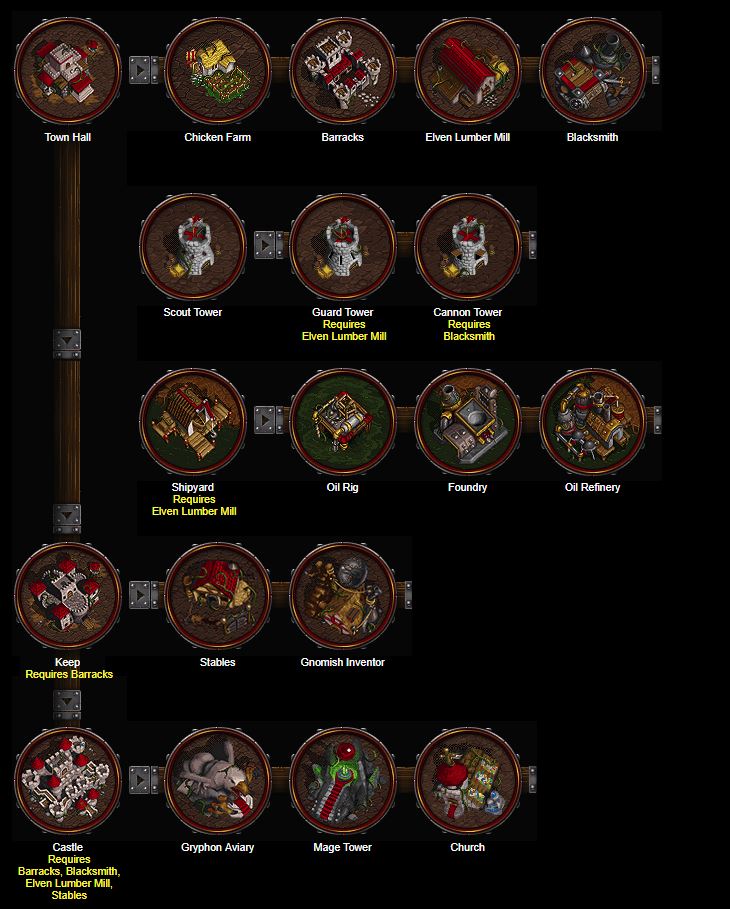 Town Hall
Chicken Farm
Barracks
Elven Lumber Mill
Blacksmith
Scout Tower
Guard Tower
Requires
Elven Lumber Mill
Cannon Tower
Requires
Blacksmith
Shipyard
Requires
Elven Lumber Mill
Oil Rig
Foundry
Oil Refinery
Keep
Requires Barracks
Stables
Gnomish Inventor
Castle
Requires
Barracks, Blacksmith,
Elven Lumber Mill,
Stables
Gryphon Aviary
Mage Tower
Church